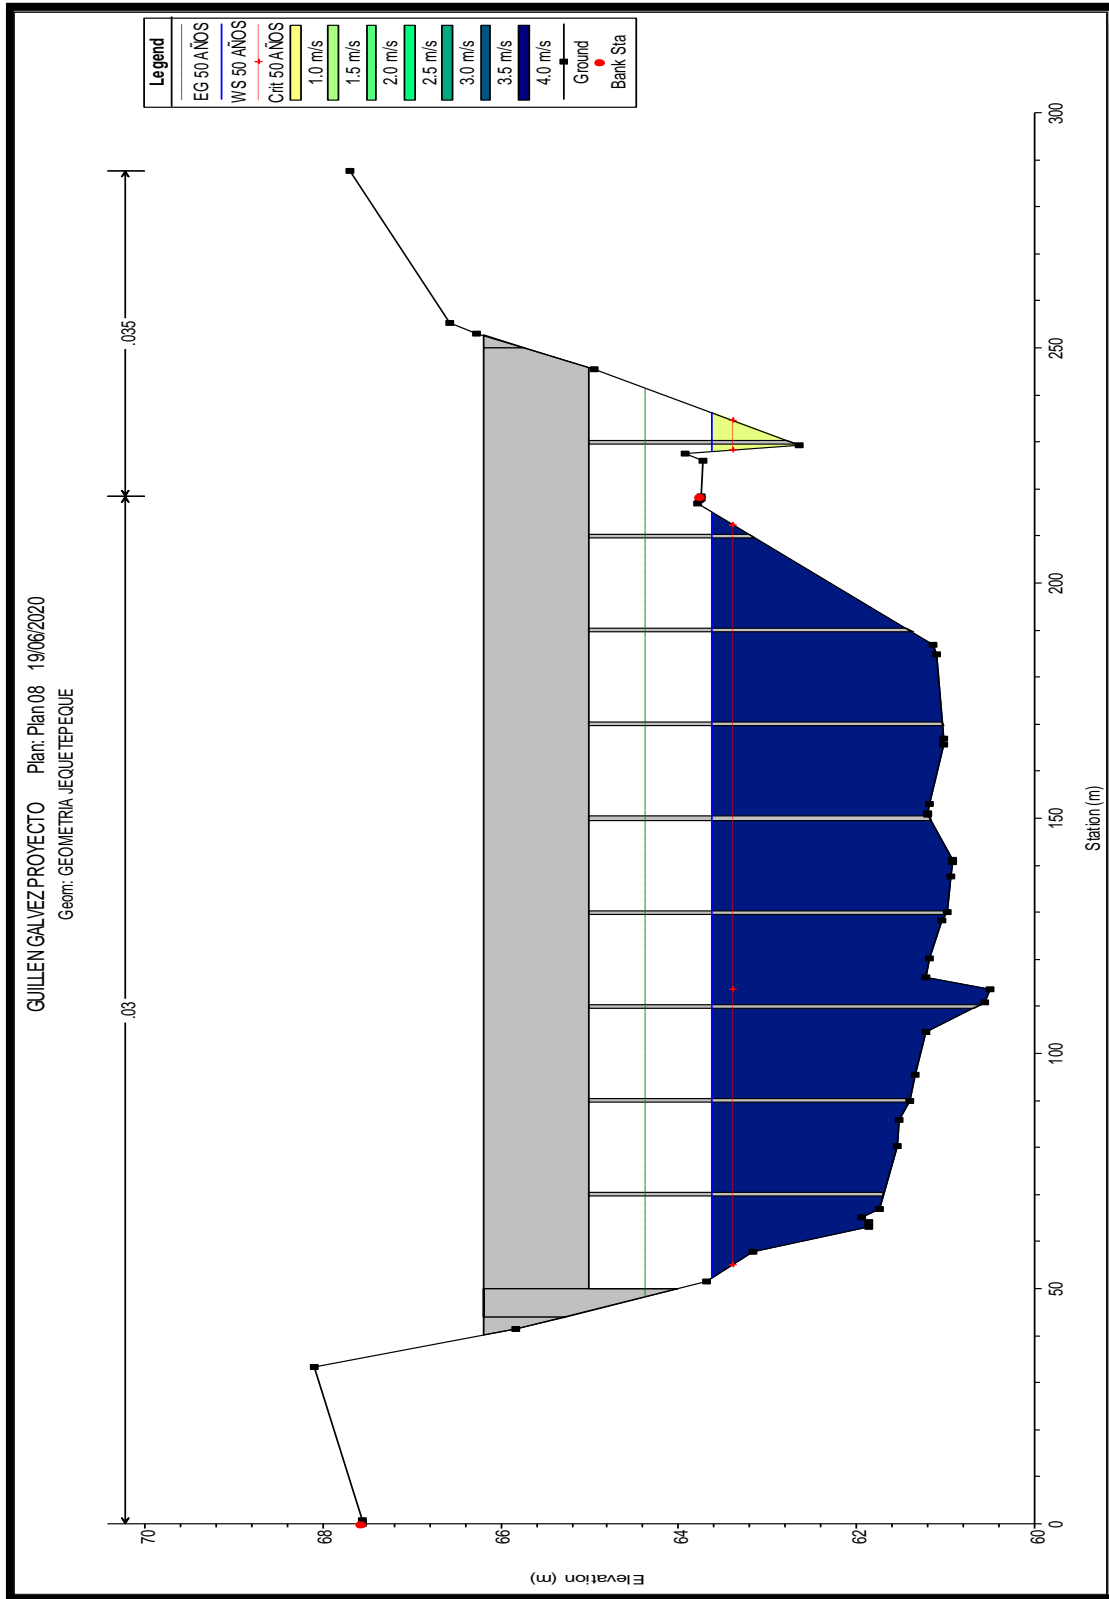 GUILLEN GALVEZ PROYECTO Plan: Plan 08 19/06/2020
Geom: GEOMETRIA JEQUETEPEQUE
.03
.035
Legend
EG 50 AÑOS
WS 50 AÑOS
Crit 50 AÑOS
1.0 m/s
1.5 m/s
2.0 m/s
2.5 m/s
3.0 m/s
3.5 m/s
4.0 m/s
Ground
Bank Sta
70
68
66
64
62
60
Elevation (m)
0
50
100
150
200
250
300
Station (m)